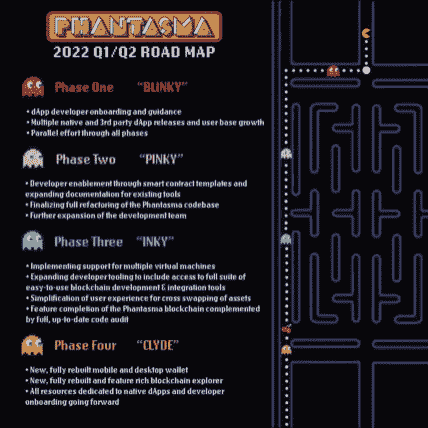 PHANTASMA
2022 Q1/Q2 ROAD MAP
Phase One "BLINKY"
• dApp developer onboarding and guidance
• Multiple native and 3rd party dApp releases and user base growth
• Parallel effort through all phases
Phase Two "PINKY"
• Developer enablement through smart contract templates and
expanding documentation for existing tools
• Finalizing full refactoring of the Phantasma codebase
• Further expansion of the development team
Phase Three "INKY"
• Implementing support for multiple virtual machines
• Expanding developer tooling to include access to full suite of
easy-to-use blockchain development & integration tools
• Simplification of user experience for cross swapping of assets
• Feature completion of the Phantasma blockchain complemented
by full, up-to-date code audit
Phase Four "CLYDE"
• New, fully rebuilt mobile and desktop wallet
• New, fully rebuilt and feature rich blockchain explorer
• All resources dedicated to native dApps and developer
onboarding going forward